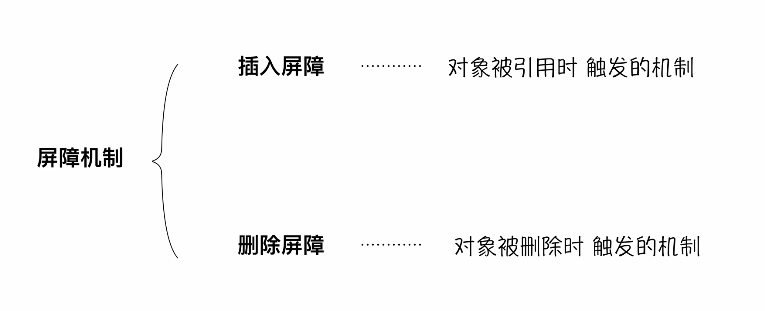 插入屏障 ………… 对象被引用时 触发的机制
屏障机制
删除屏障 ………… 对象被删除时 触发的机制